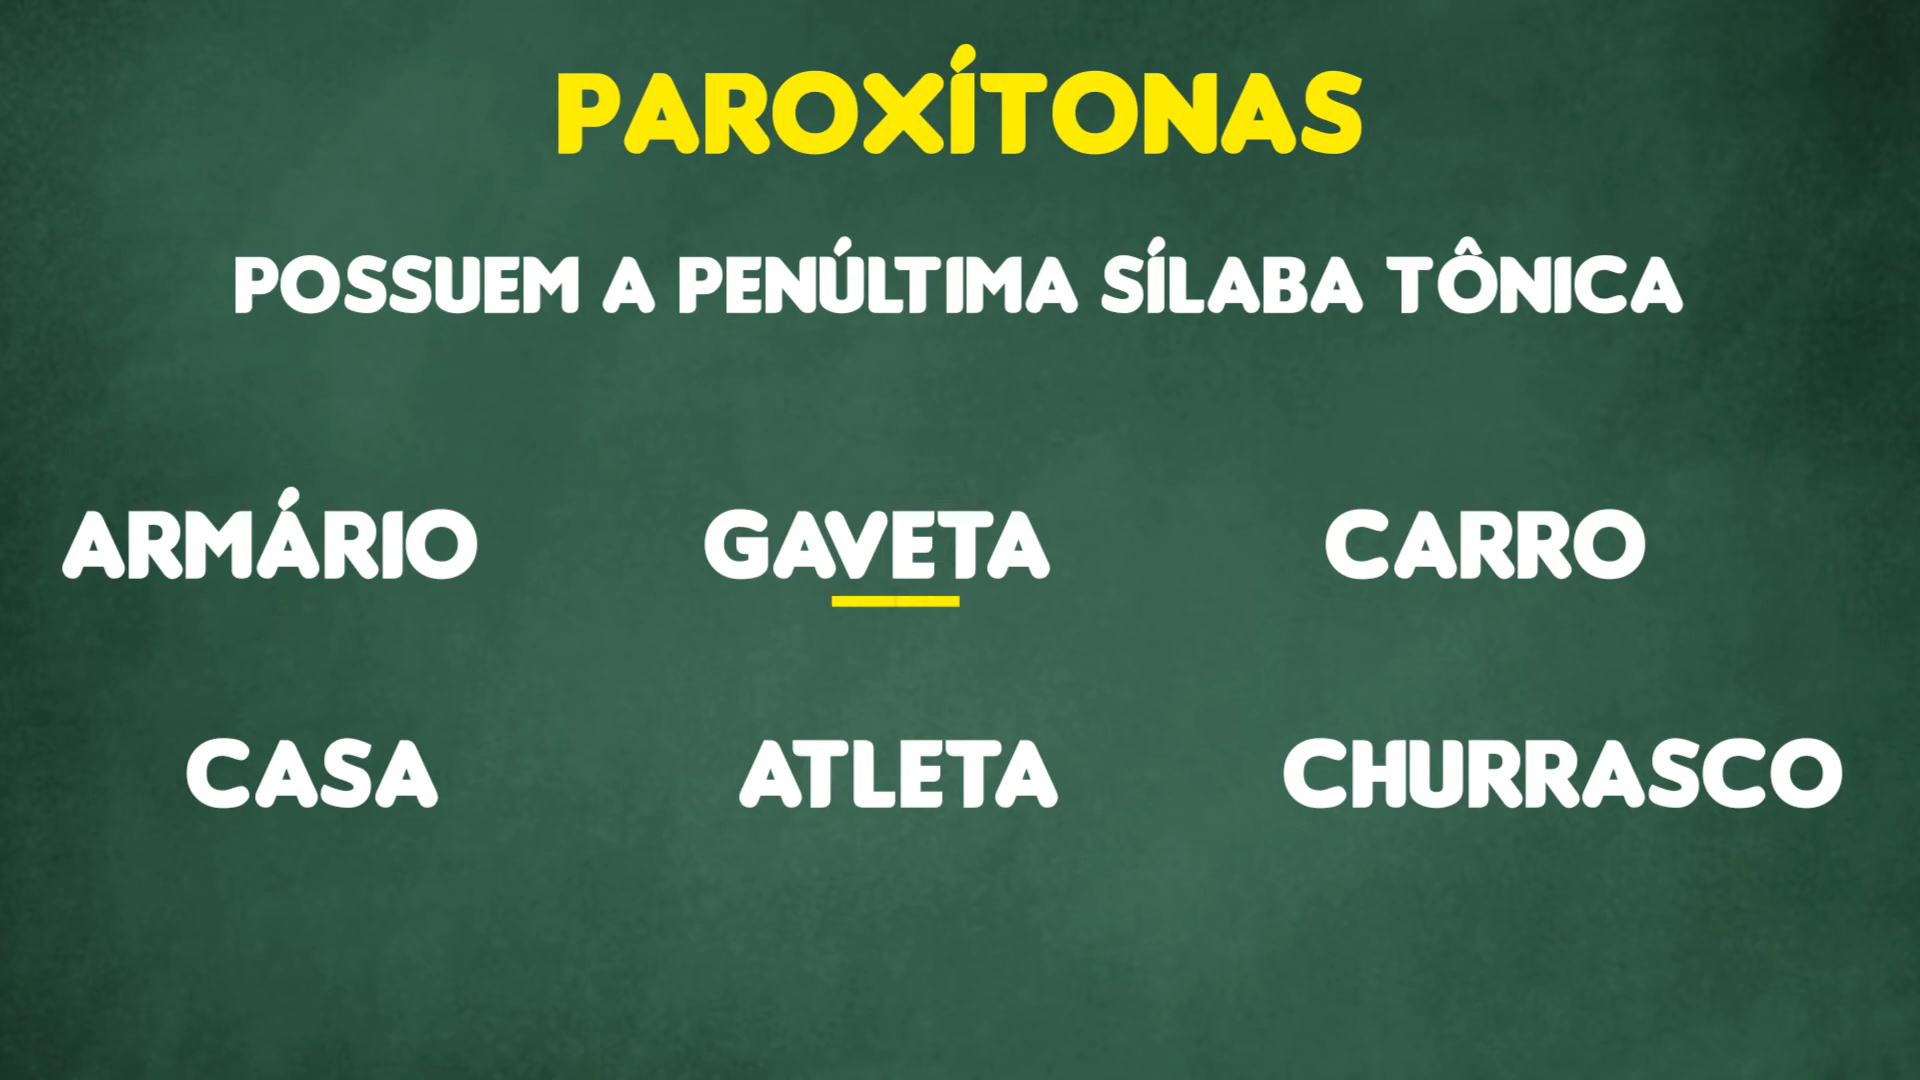 PAROXÍTONAS
POSSUEM A PENÚLTIMA SÍLABA TÔNICA
ARMÁRIO GAVETA CARRO
CASA ATLETA CHURRASCO